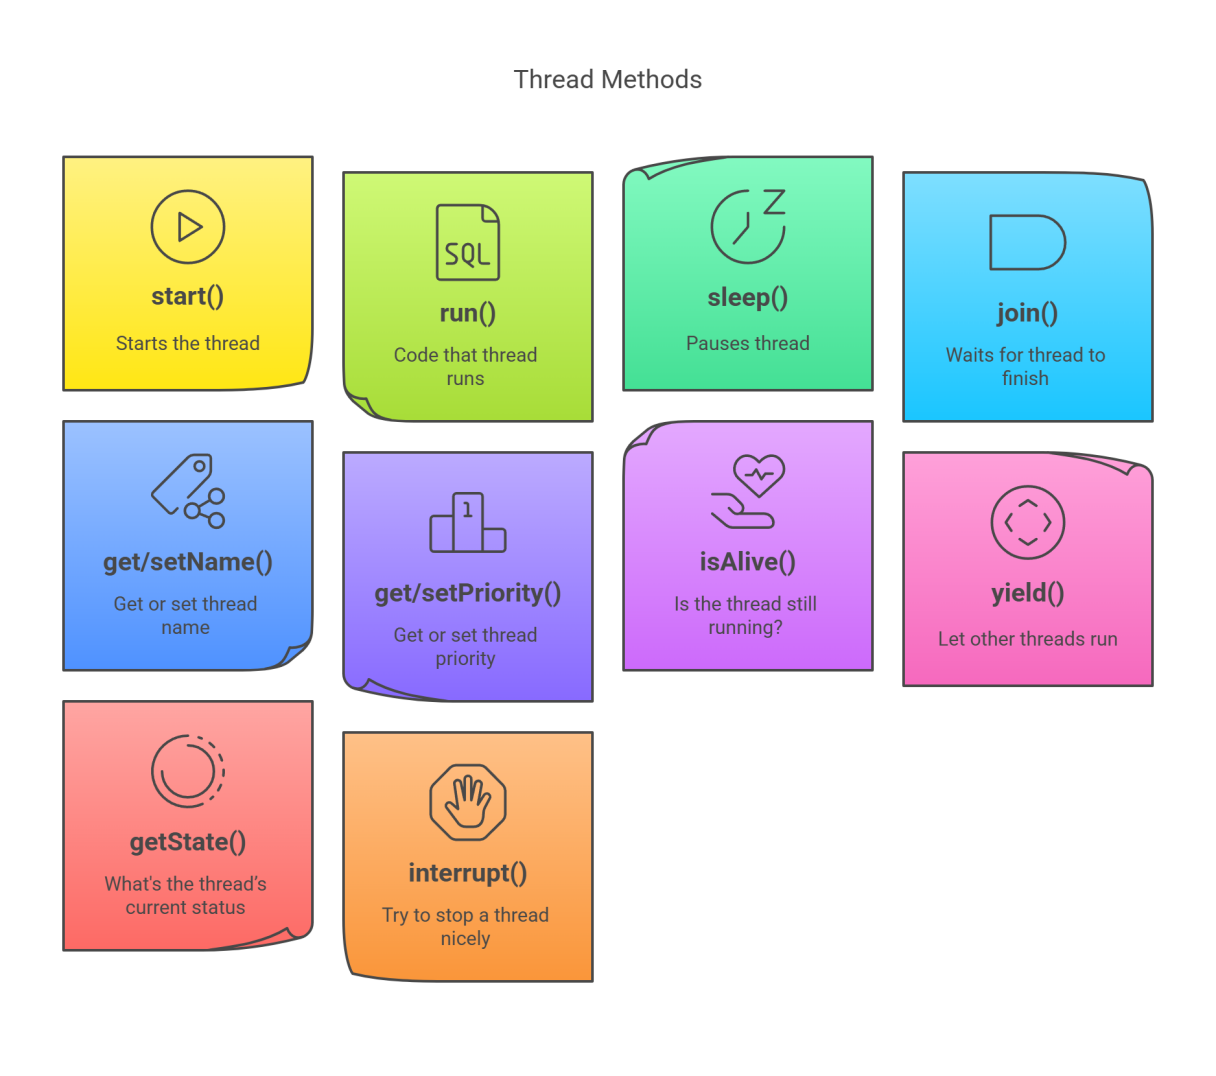 Thread Methods
start()
Starts the thread
SQL
run()
Code that thread
runs
Z
sleep()
Pauses thread
join()
Waits for thread to
finish
get/setName()
Get or set thread
name
1
get/setPriority()
Get or set thread
priority
isAlive()
Is the thread still
running?
yield()
Let other threads run
getState()
What's the thread’s
current status
interrupt()
Try to stop a thread
nicely